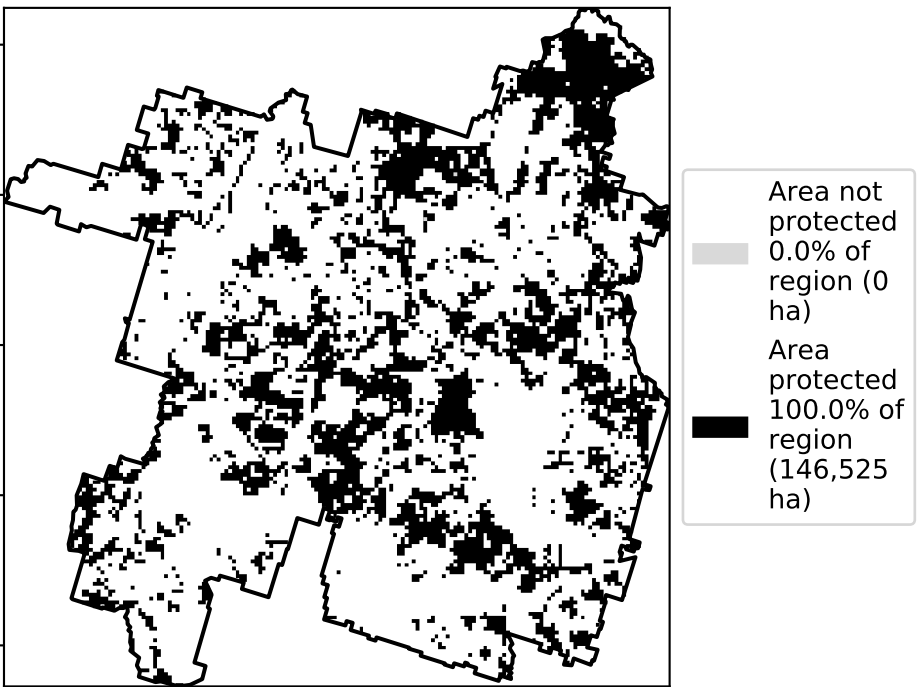 Area not
protected
0.0% of
region (0
ha)
Area
protected
100.0% of
region
(146,525
ha)